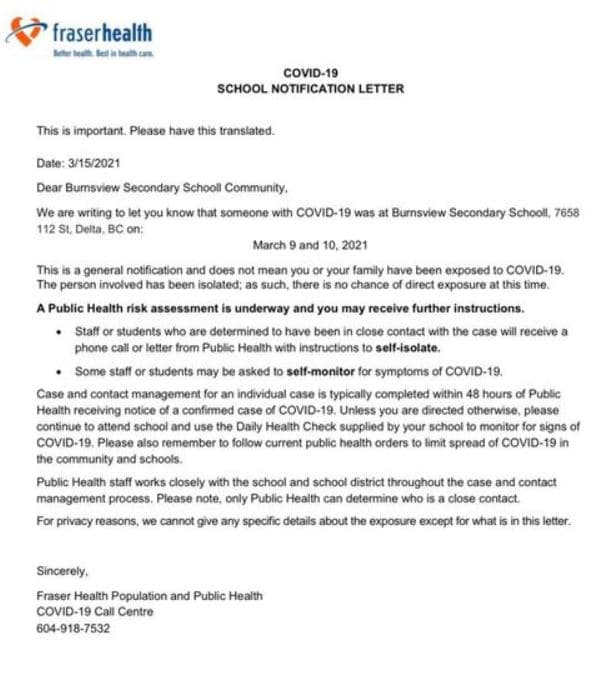 fraserhealth
Better health. Best in health care.
COVID-19
SCHOOL NOTIFICATION LETTER
This is important. Please have this translated.
Date: 3/15/2021
Dear Burnsview Secondary Schooll Community,
We are writing to let you know that someone with COVID-19 was at Burnsview Secondary Schooll, 7658
112 St, Delta, BC on:
March 9 and 10, 2021
This is a general notification and does not mean you or your family have been exposed to COVID-19.
The person involved has been isolated; as such, there is no chance of direct exposure at this time.
A Public Health risk assessment is underway and you may receive further instructions.
• Staff or students who are determined to have been in close contact with the case will receive a
phone call or letter from Public Health with instructions to self-isolate.
• Some staff or students may be asked to self-monitor for symptoms of COVID-19.
Case and contact management for an individual case is typically completed within 48 hours of Public
Health receiving notice of a confirmed case of COVID-19. Unless you are directed otherwise, please
continue to attend school and use the Daily Health Check supplied by your school to monitor for signs of
COVID-19. Please also remember to follow current public health orders to limit spread of COVID-19 in
the community and schools.
Public Health staff works closely with the school and school district throughout the case and contact
management process. Please note, only Public Health can determine who is a close contact.
For privacy reasons, we cannot give any specific details about the exposure except for what is in this letter.
Sincerely,
Fraser Health Population and Public Health
COVID-19 Call Centre
604-918-7532